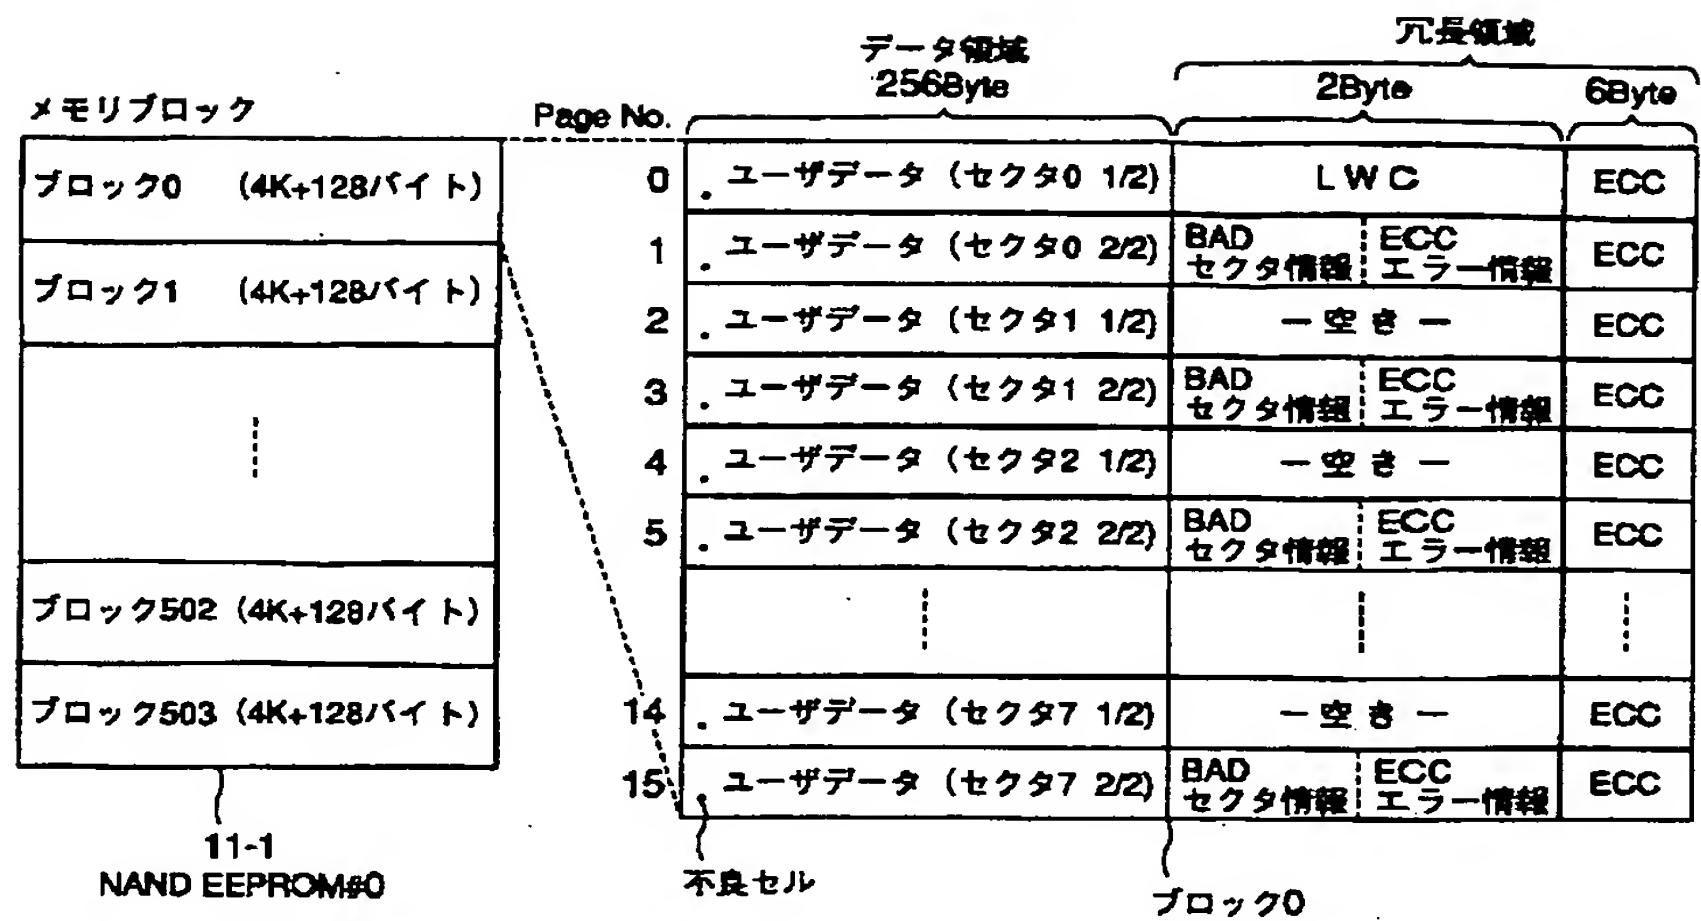 冗長領域
データ領域
256Byte
2Byte
6Byte
メモリブロック
Page No.
ブロック0 (4K+128バイト)
ブロック1 (4K+128バイト)
ブロック502 (4K+128バイト)
ブロック503 (4K+128バイト)
11-1
NAND EEPROM#0
0 ユーザデータ (セクタ0 1/2) LWC ECC
1 ユーザデータ (セクタ0 2/2) BAD セクタ情報 ECC エラー情報 ECC
2 ユーザデータ (セクタ1 1/2) ー空きー ECC
3 ユーザデータ (セクタ1 2/2) BAD セクタ情報 ECC エラー情報 ECC
4 ユーザデータ (セクタ2 1/2) ー空きー ECC
5 ユーザデータ (セクタ2 2/2) BAD セクタ情報 ECC エラー情報 ECC
14 ユーザデータ (セクタ7 1/2) ー空きー ECC
15 ユーザデータ (セクタ7 2/2) BAD セクタ情報 ECC エラー情報 ECC
不良セル
ブロック0